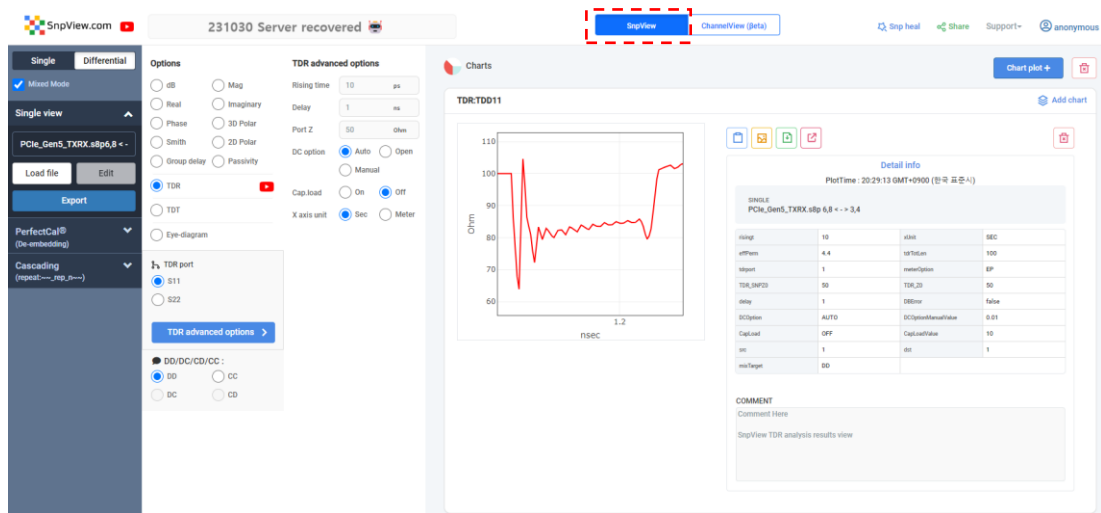 SnpView.com
231030 Server recovered
SnpView
ChannelView (Beta)
Snp heal
Share
Support
anonymous
Single
Differential
Mixed Mode
Single view
PCIe_Gen5_TXRX.s8p6,8 < -
Load file
Edit
Export
PerfectCal®
(De-embedding)
Cascading
(repeat:~~_rep_n~~)
Options
dB
Mag
Real
Imaginary
Phase
3D Polar
Smith
2D Polar
Group delay
Passivity
TDR
TDT
Eye-diagram
TDR port
S11
S22
TDR advanced options >
DD/DC/CD/CC :
DD
CC
DC
CD
TDR advanced options
Rising time
10
ps
Delay
1
ns
Port Z
50
Ohm
DC option
Auto
Open
Manual
Cap.load
On
Off
X axis unit
Sec
Meter
Charts
Chart plot +
TDR:TDD11
Add chart
110
100
90
80
70
60
Ohm
1.2
nsec
Detail info
PlotTime : 20:29:13 GMT+0900 (한국 표준시)
SINGLE
PCIe_Gen5_TXRX.s8p 6,8 < - > 3,4
risingt 10 xUnit SEC
effPerm 4.4 tdrTotLen 100
tdrport 1 meterOption EP
TDR_SNPZ0 50 TDR_Z0 50
delay 1 DBError false
DCOption AUTO DCOptionManualValue 0.01
CapLoad OFF CapLoadValue 10
src 1 dst 1
mixTarget DD
COMMENT
Comment Here
SnpView TDR analysis results view